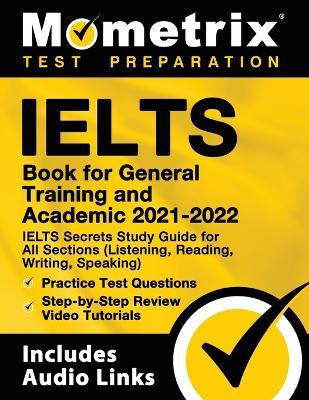 Mometrix®
TEST PREPARATION
IELTS
Book for General
Training and
Academic 2021-2022
IELTS Secrets Study Guide for
All Sections (Listening, Reading,
Writing, Speaking)
Practice Test Questions
Step-by-Step Review
Video Tutorials
Includes
Audio Links